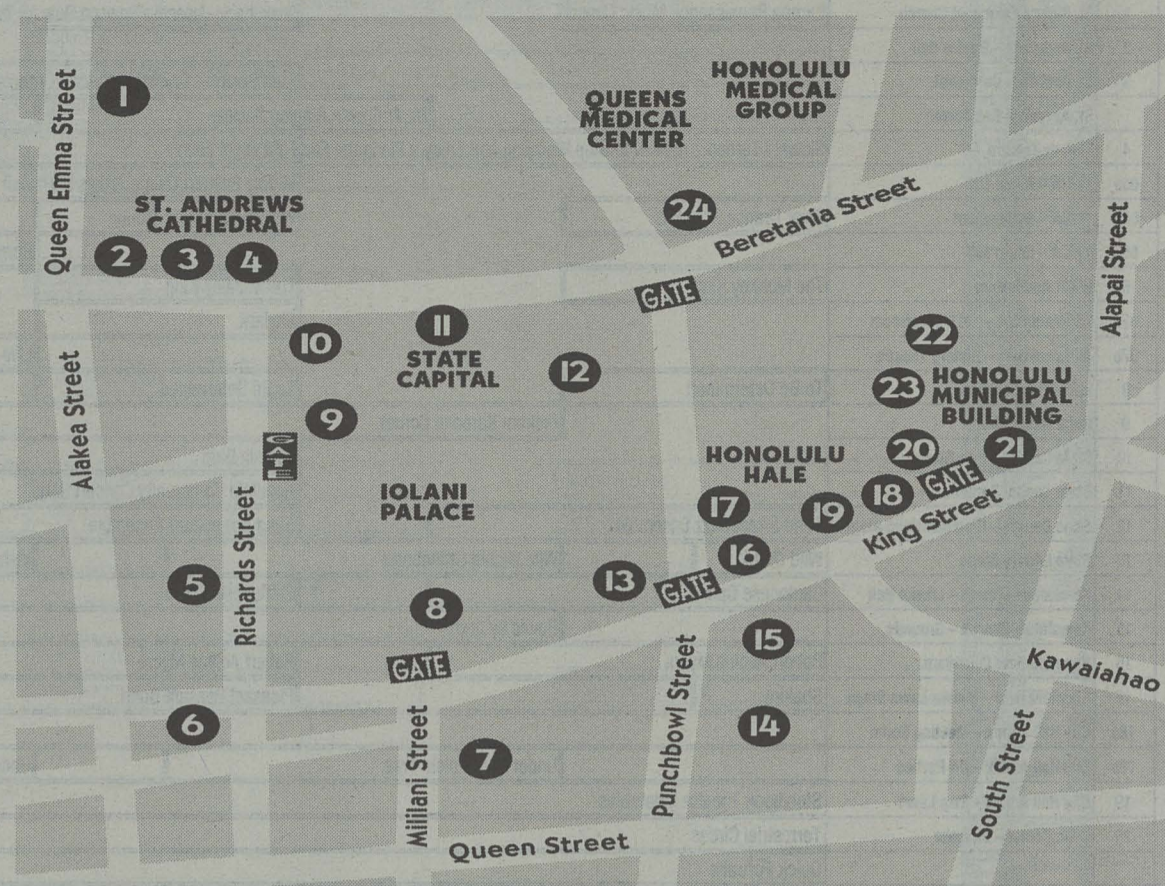 HONOLULU
MEDICAL
GROUP
QUEENS
MEDICAL
CENTER
1
Queen Emma Street
ST. ANDREWS
CATHEDRAL
2 3 4
24
Beretania Street
GATE
Alapai Street
10
11
STATE
CAPITAL
12
22
23
HONOLULU
MUNICIPAL
BUILDING
Alakea Street
9
GATE
IOLANI
PALACE
HONOLULU
HALE
20
21
GATE
17
19
18
King Street
16
Richards Street
5
8
13
GATE
15
GATE
Kawaiahao
6
7
14
Mililani Street
Punchbowl Street
South Street
Queen Street